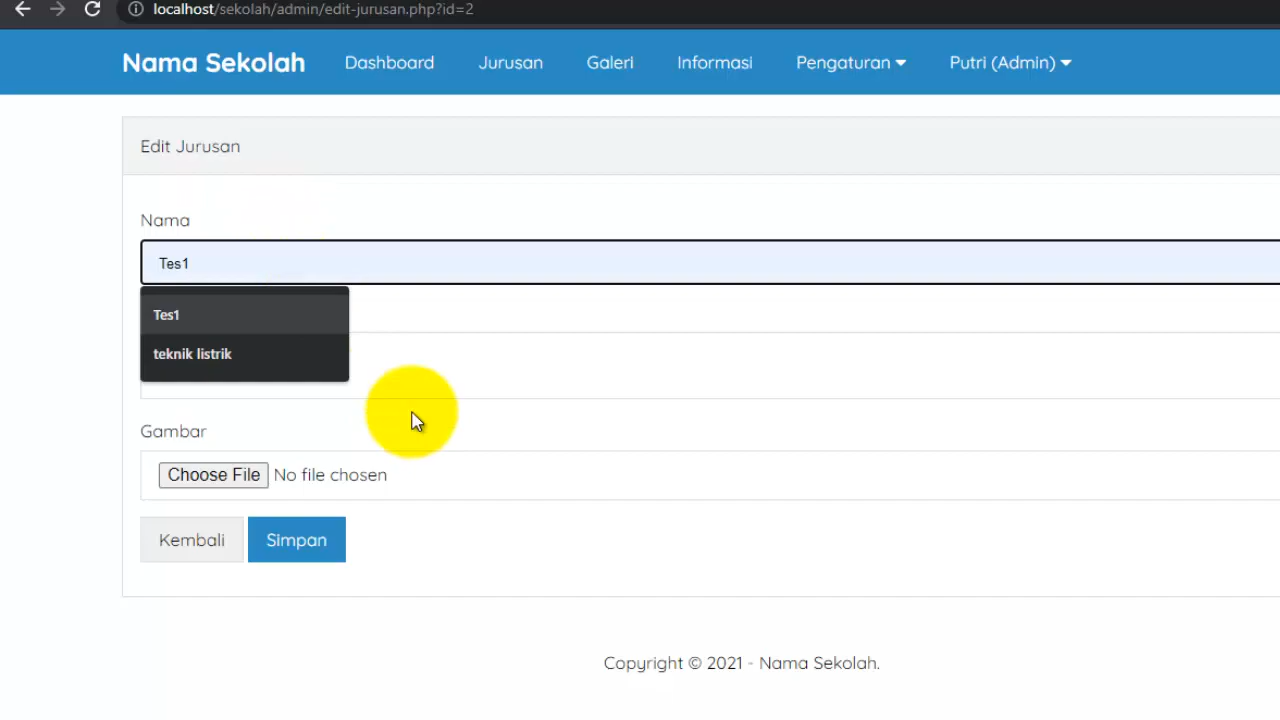 localhost/sekolah/admin/edit-jurusan.php?id=2
Nama Sekolah Dashboard Jurusan Galeri Informasi Pengaturan Putri (Admin)
Edit Jurusan
Nama
Tes1
Tes1
teknik listrik
Gambar
Choose File No file chosen
Kembali Simpan
Copyright © 2021 - Nama Sekolah.